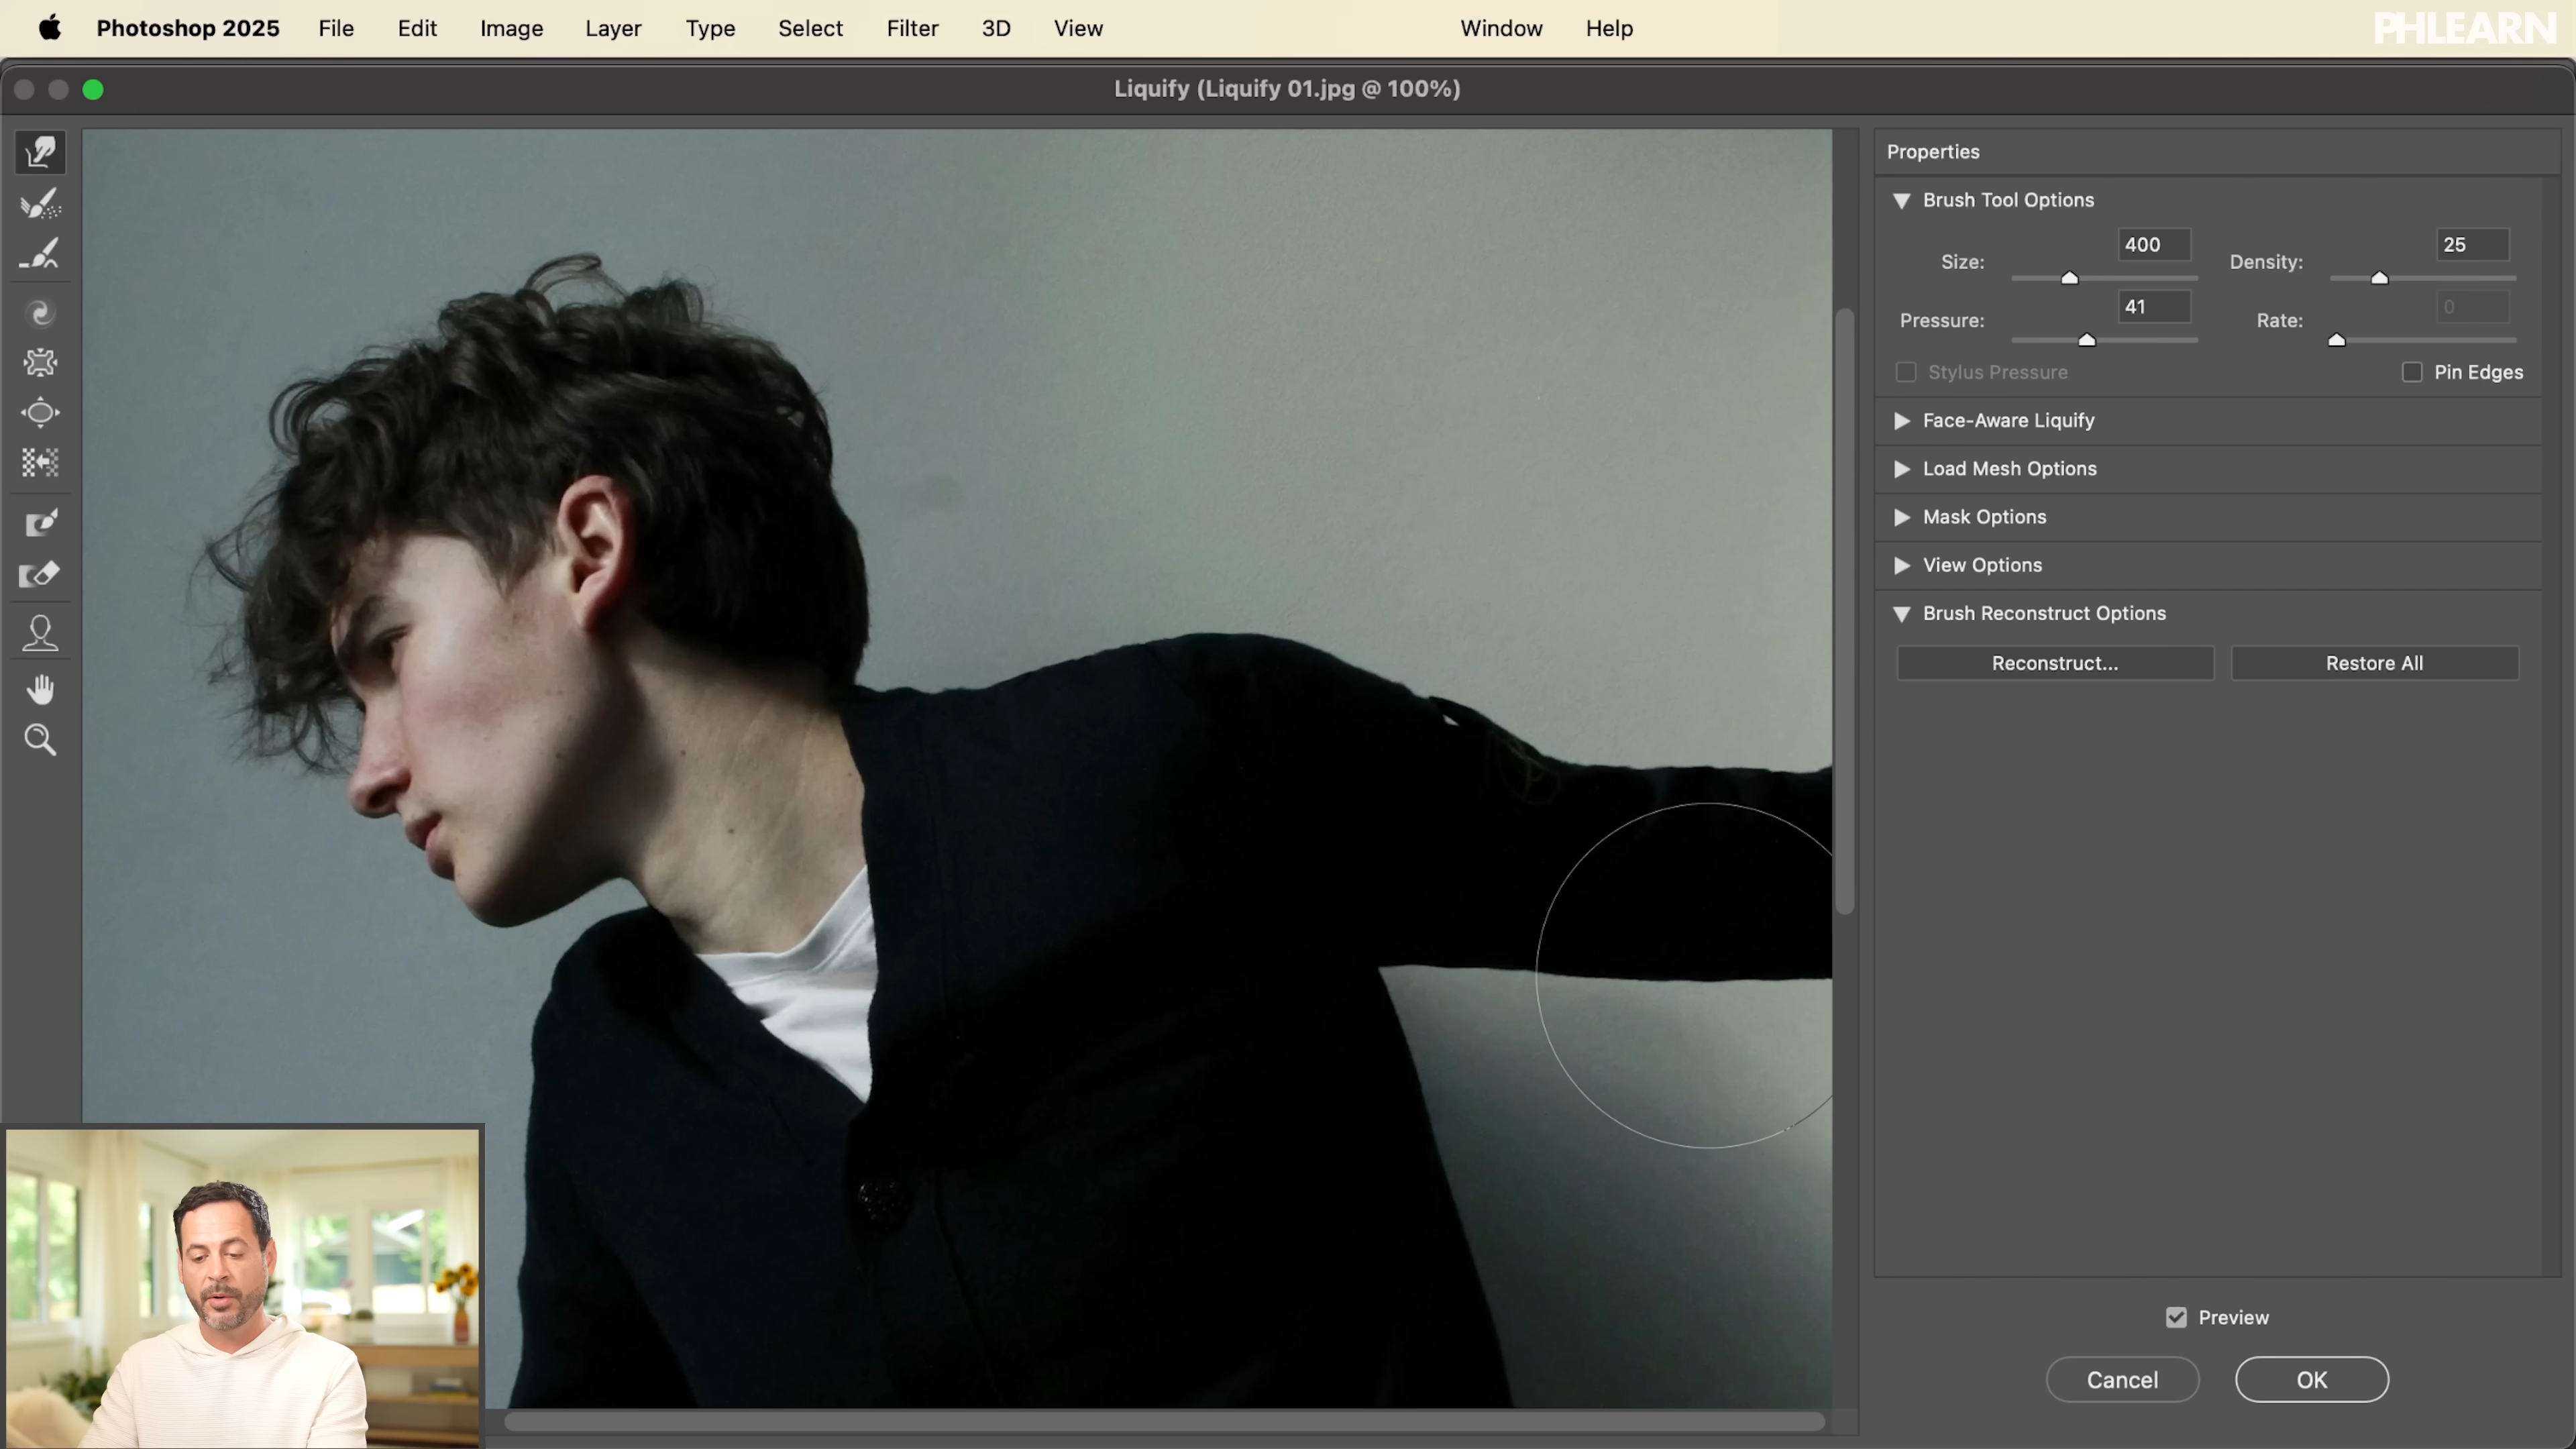 Photoshop 2025 File Edit Image Layer Type Select Filter 3D View Window Help
PHLEARN
Liquify (Liquify 01.jpg @ 100%)
Properties
Brush Tool Options
Size: 400 Density: 25
Pressure: 41 Rate: 0
Stylus Pressure Pin Edges
Face-Aware Liquify
Load Mesh Options
Mask Options
View Options
Brush Reconstruct Options
Reconstruct... Restore All
Preview
Cancel OK